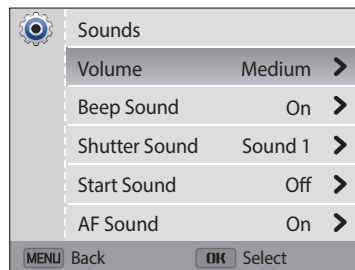 Sounds
Volume Medium
Beep Sound On
Shutter Sound Sound 1
Start Sound Off
AF Sound On
MENU Back OK Select